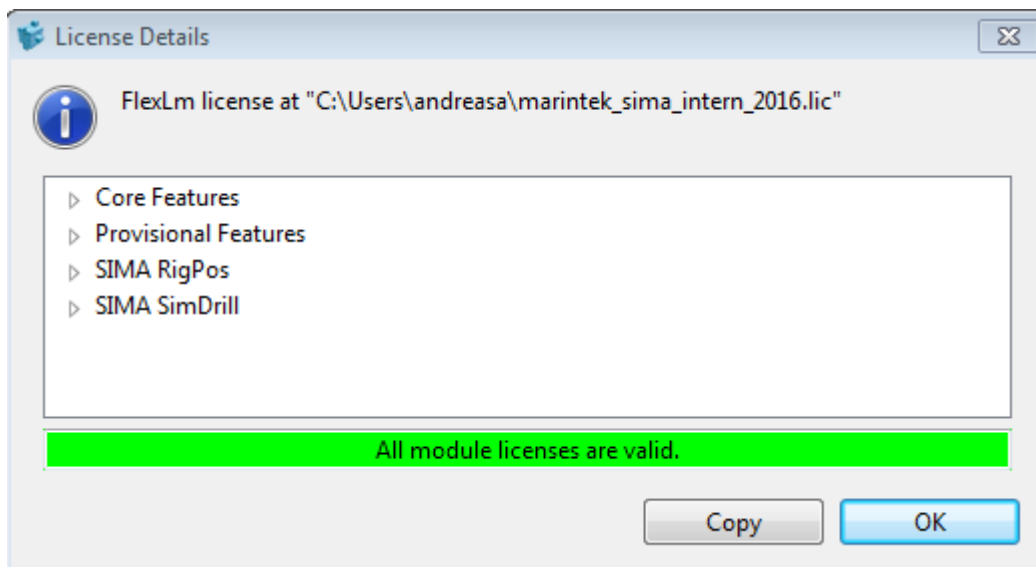 License Details
FlexLm license at "C:\Users\andreasa\marintek_sima_intern_2016.lic"
Core Features
Provisional Features
SIMA RigPos
SIMA SimDrill
All module licenses are valid.
Copy
OK